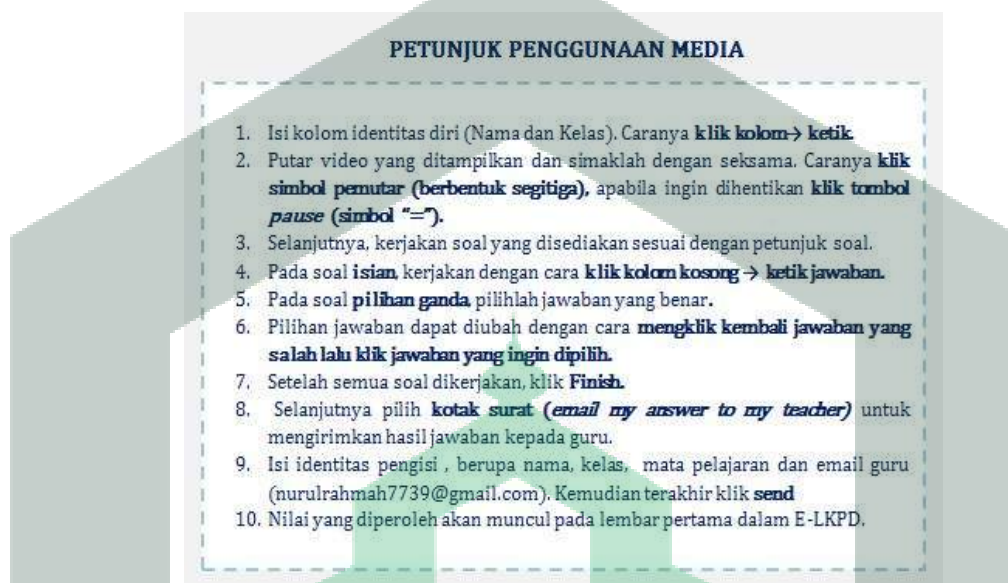 PETUNJUK PENGGUNAAN MEDIA
1. Isi kolom identitas diri (Nama dan Kelas). Caranya klik kolom→ ketik.
2. Putar video yang ditampilkan dan simaklah dengan seksama. Caranya klik
simbol pemutar (berbentuk segitiga), apabila ingin dihentikan klik tombol
pause (simbol “=”).
3. Selanjutnya, kerjakan soal yang disediakan sesuai dengan petunjuk soal.
4. Pada soal isian, kerjakan dengan cara klik kolom kosong → ketik jawaban.
5. Pada soal pilihan ganda, pilihlah jawaban yang benar.
6. Pilihan jawaban dapat diubah dengan cara mengklik kembali jawaban yang
salah lalu klik jawaban yang ingin dipilih.
7. Setelah semua soal dikerjakan, klik Finish.
8. Selanjutnya pilih kotak surat (email my answer to my teacher) untuk
mengirimkan hasil jawaban kepada guru.
9. Isi identitas pengisi , berupa nama, kelas, mata pelajaran dan email guru
(nurulrahmah7739@gmail.com). Kemudian terakhir klik send
10. Nilai yang diperoleh akan muncul pada lembar pertama dalam E-LKPD.